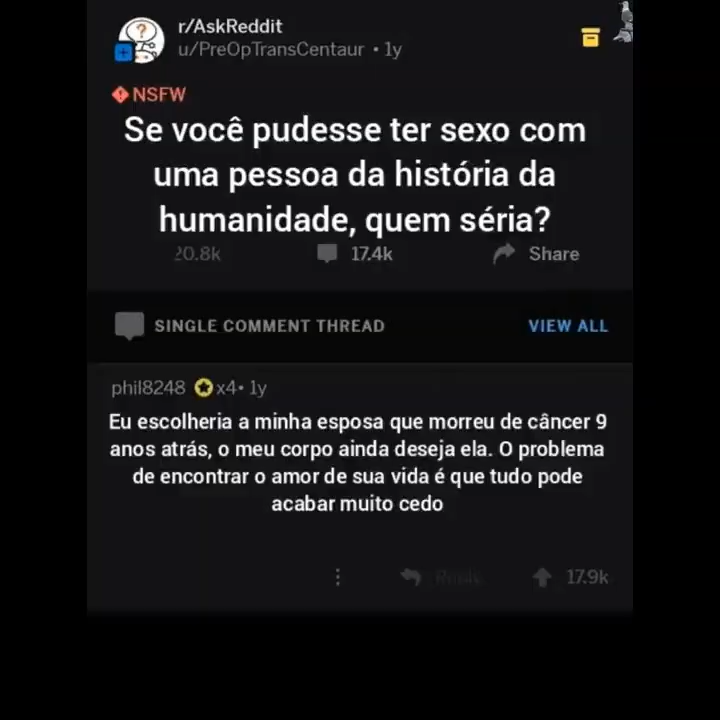 r/AskReddit
u/PreOpTransCentaur • 1y
NSFW
Se você pudesse ter sexo com
uma pessoa da história da
humanidade, quem séria?
20.8k
17.4k
Share
SINGLE COMMENT THREAD
VIEW ALL
phil8248 x4 • 1y
Eu escolheria a minha esposa que morreu de câncer 9
anos atrás, o meu corpo ainda deseja ela. O problema
de encontrar o amor de sua vida é que tudo pode
acabar muito cedo
Reply
17.9k